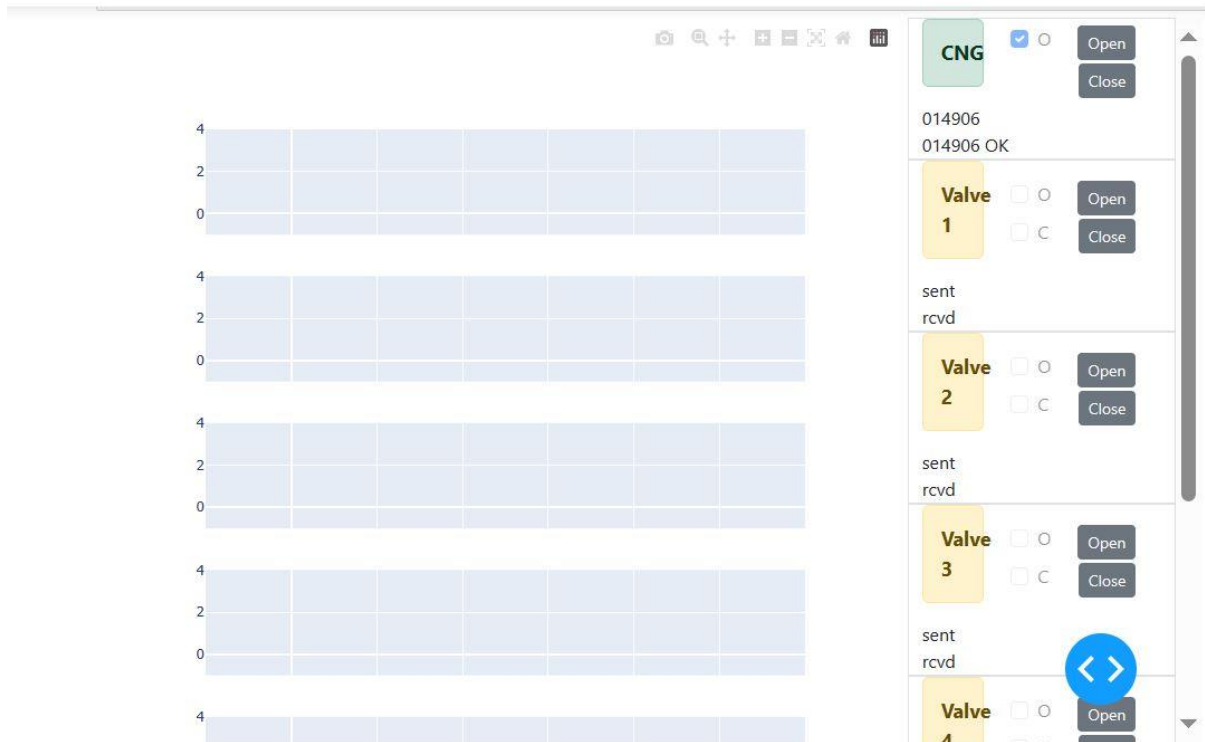 4
2
0
4
2
0
4
2
0
4
2
0
4
CNG
O
Open
Close
014906
014906 OK
Valve
1
O
C
Open
Close
sent
rcvd
Valve
2
O
C
Open
Close
sent
rcvd
Valve
3
O
C
Open
Close
sent
rcvd
Valve
O
Open